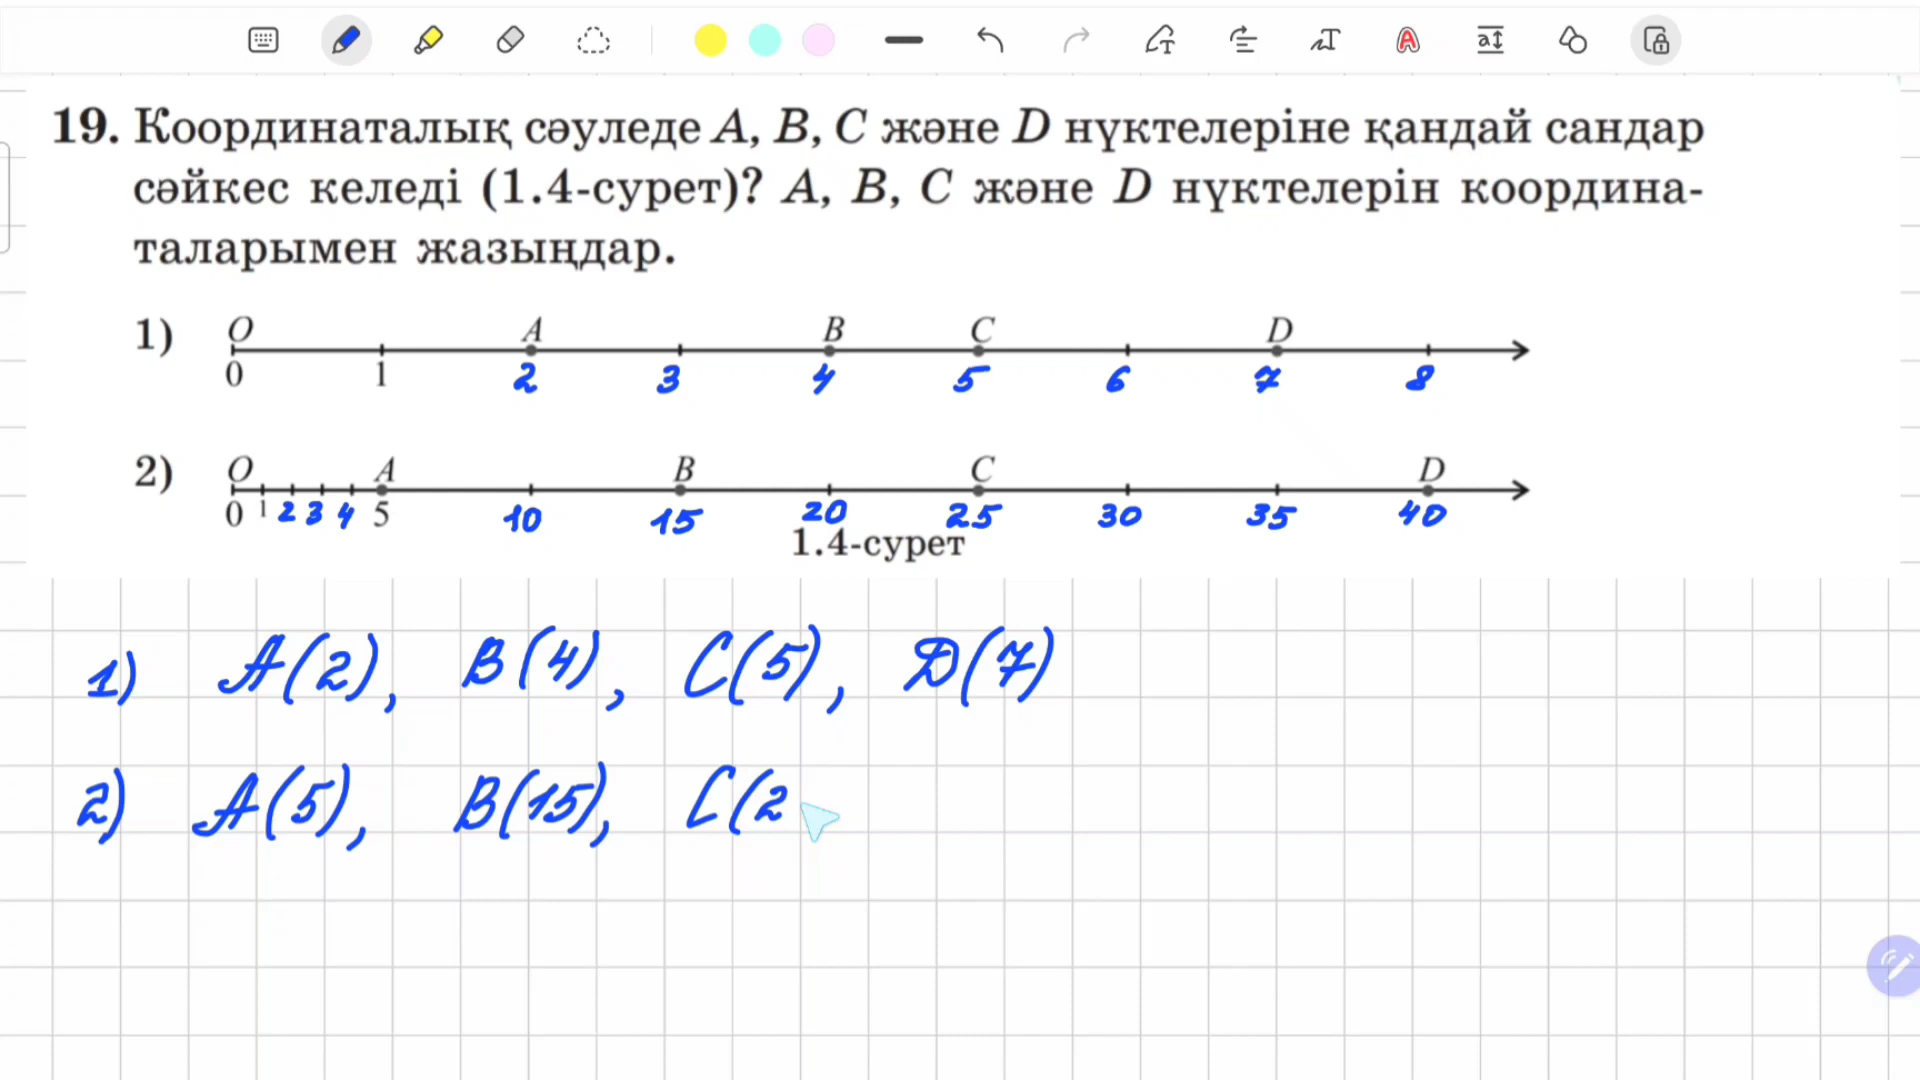 19. Координаталық сәуледе A, B, C және D нүктелеріне қандай сандар
сәйкес келеді (1.4-сурет)? A, B, C және D нүктелерін координа-
таларымен жазыңдар.
1) O A B C D
0 1 2 3 4 5 6 7 8
2) O A B C D
0 1 2 3 4 5 10 15 20 25 30 35 40
1.4-сурет
1) A(2), B(4), C(5), D(7)
2) A(5), B(15), C(2